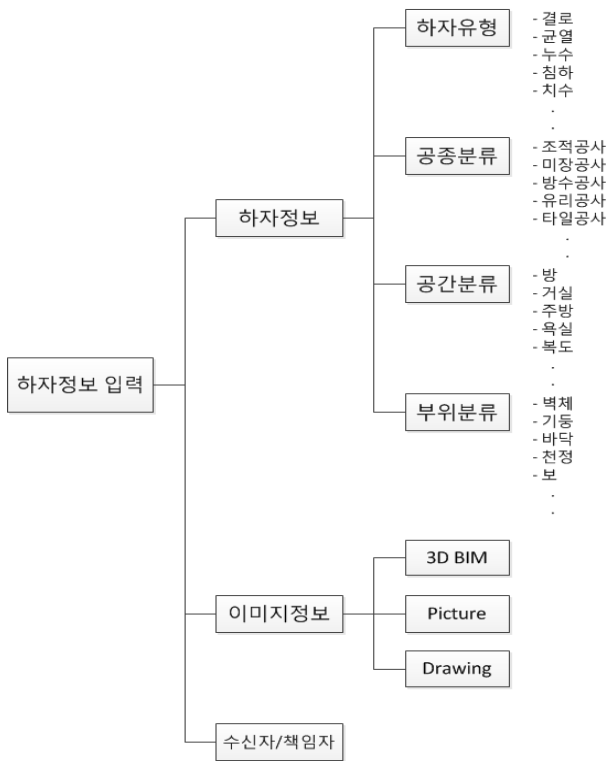 하자정보 입력
하자정보
하자유형
- 결로
- 균열
- 누수
- 침하
- 치수
.
.
공종분류
- 조적공사
- 미장공사
- 방수공사
- 유리공사
- 타일공사
.
.
공간분류
- 방
- 거실
- 주방
- 욕실
- 복도
.
.
부위분류
- 벽체
- 기둥
- 바닥
- 천정
- 보
.
.
이미지정보
3D BIM
Picture
Drawing
수신자/책임자